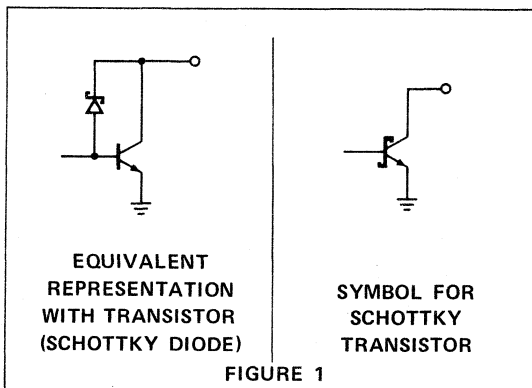 EQUIVALENT
REPRESENTATION
WITH TRANSISTOR
(SCHOTTKY DIODE)
SYMBOL FOR
SCHOTTKY
TRANSISTOR
FIGURE 1